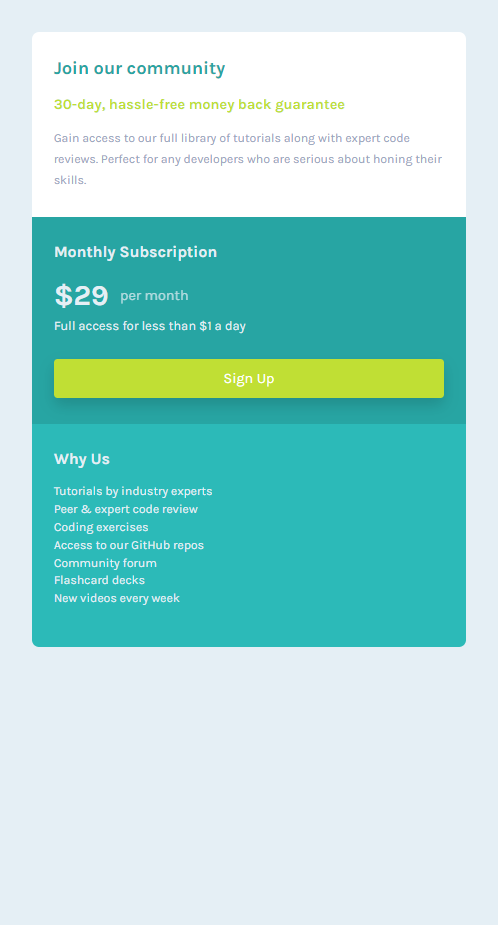 Join our community
30-day, hassle-free money back guarantee
Gain access to our full library of tutorials along with expert code
reviews. Perfect for any developers who are serious about honing their
skills.
Monthly Subscription
$29 per month
Full access for less than $1 a day
Sign Up
Why Us
Tutorials by industry experts
Peer & expert code review
Coding exercises
Access to our GitHub repos
Community forum
Flashcard decks
New videos every week